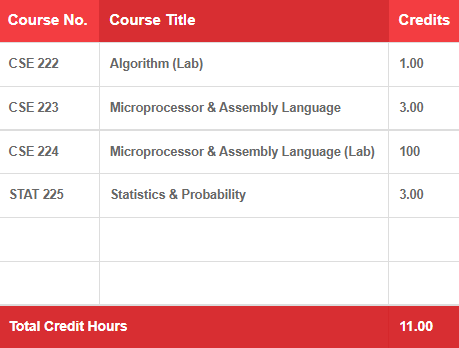 Course No. Course Title Credits
CSE 222 Algorithm (Lab) 1.00
CSE 223 Microprocessor & Assembly Language 3.00
CSE 224 Microprocessor & Assembly Language (Lab) 100
STAT 225 Statistics & Probability 3.00
Total Credit Hours 11.00